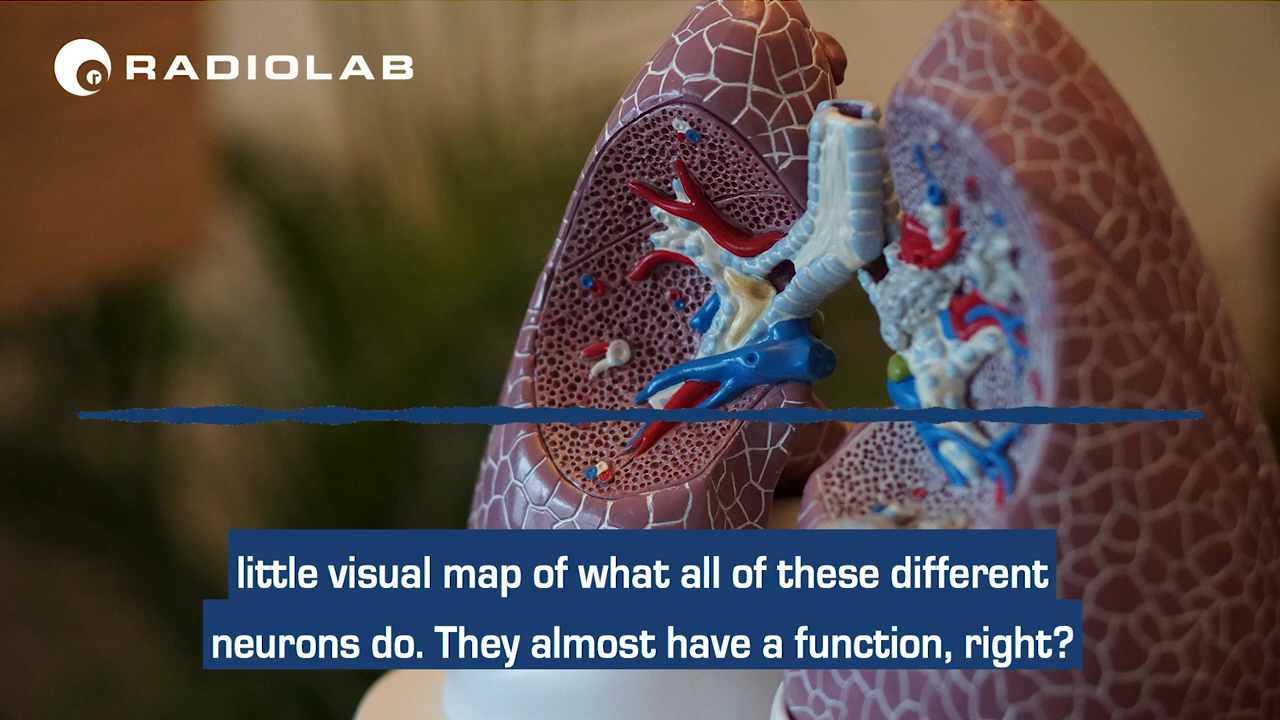 RADIOLAB
little visual map of what all of these different
neurons do. They almost have a function, right?